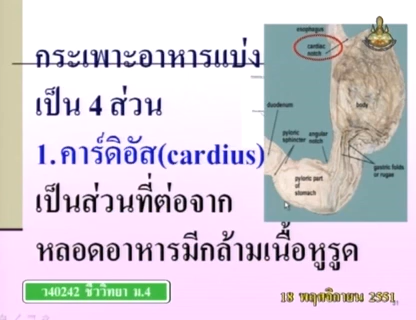 กระเพาะอาหารแบ่ง
เป็น 4 ส่วน
1.คาร์ดิอัส(cardius)
เป็นส่วนที่ต่อจาก
หลอดอาหารมีกล้ามเนื้อหูรูด
esophagus
cardiac
notch
duodenum
body
pyloric
sphincter
angular
notch
gastric folds
or rugae
pyloric part
of
stomach
ว40242 ชีววิทยา ม.4
18 พฤศจิกายน 2551